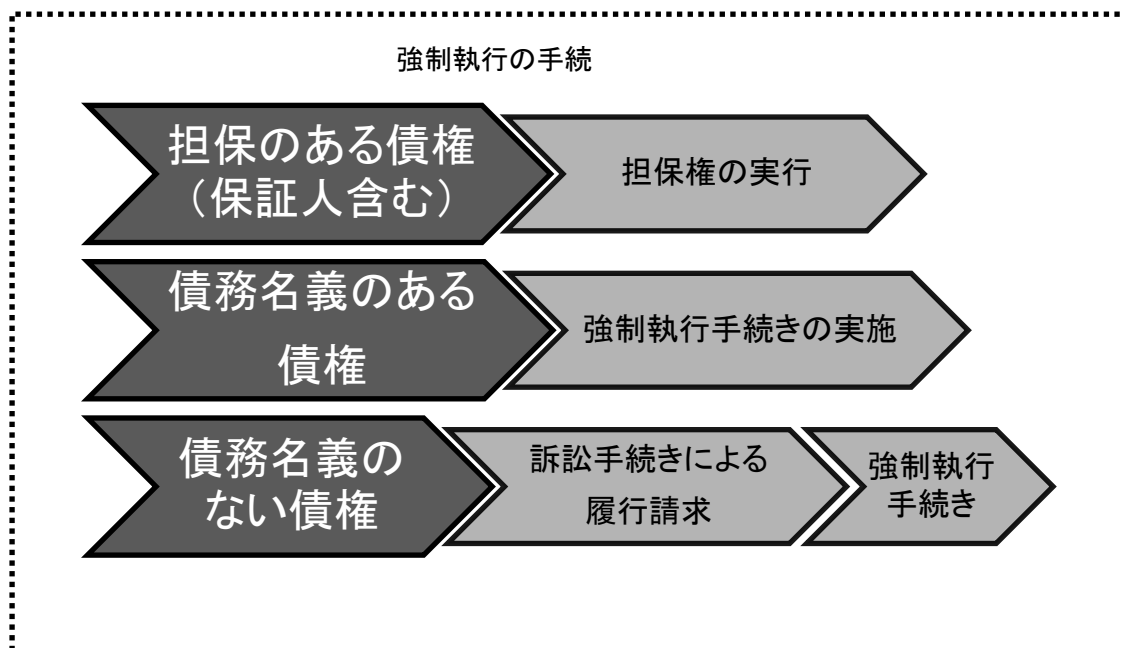 強制執行の手続
担保のある債権
（保証人含む）
担保権の実行
債務名義のある
債権
強制執行手続きの実施
債務名義の
ない債権
訴訟手続きによる
履行請求
強制執行
手続き